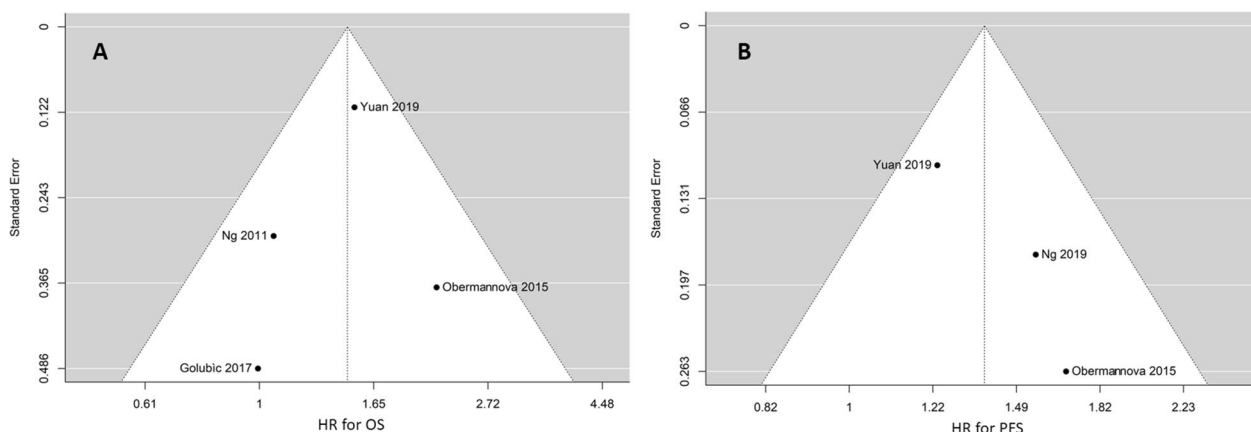 A
0
0.122
0.243
0.365
0.486
Standard Error
Yuan 2019
Ng 2011
Obermannova 2015
Golubìc 2017
0.61 1 1.65 2.72 4.48
HR for OS
B
0
0.066
0.131
0.197
0.263
Standard Error
Yuan 2019
Ng 2019
Obermannova 2015
0.82 1 1.22 1.49 1.82 2.23
HR for PFS